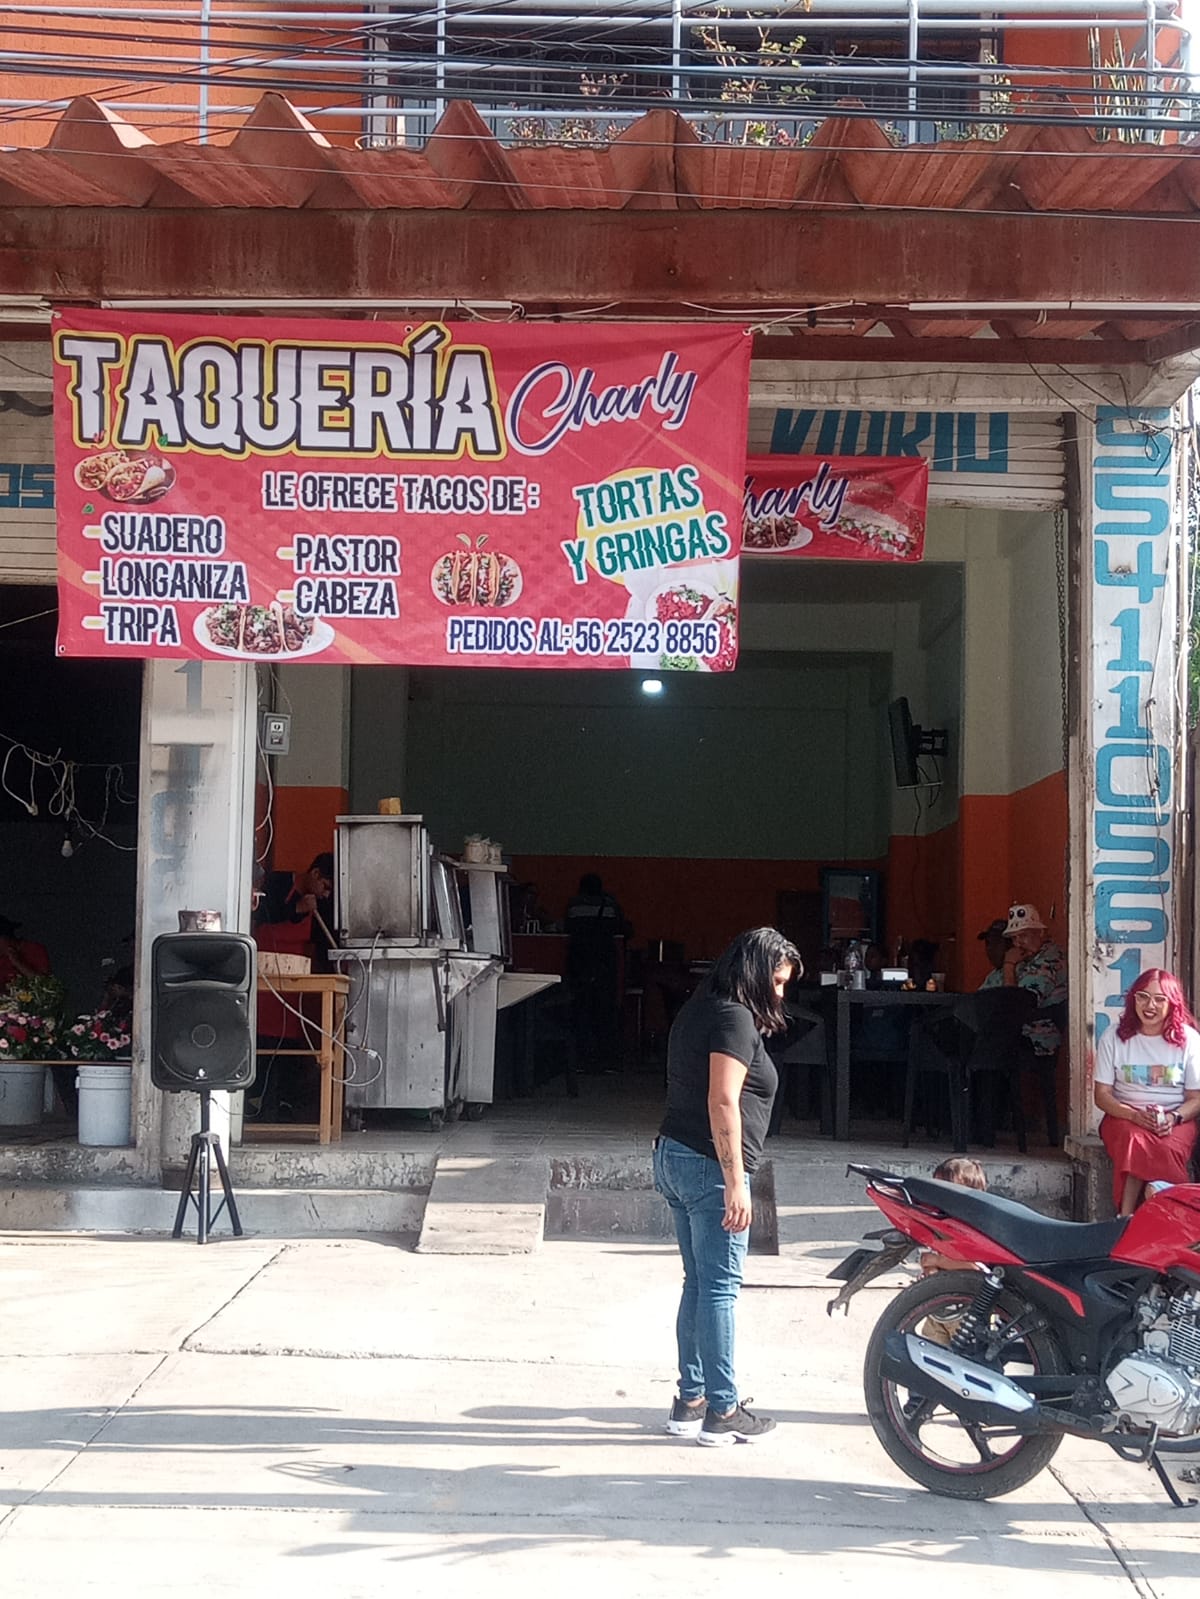 TAQUERÍA Charly
LE OFRECE TACOS DE:
-SUADERO
-LONGANIZA
-TRIPA
-PASTOR
-CABEZA
TORTAS
Y GRINGAS
PEDIDOS AL: 56 2523 8856
Charly
VIDRIO